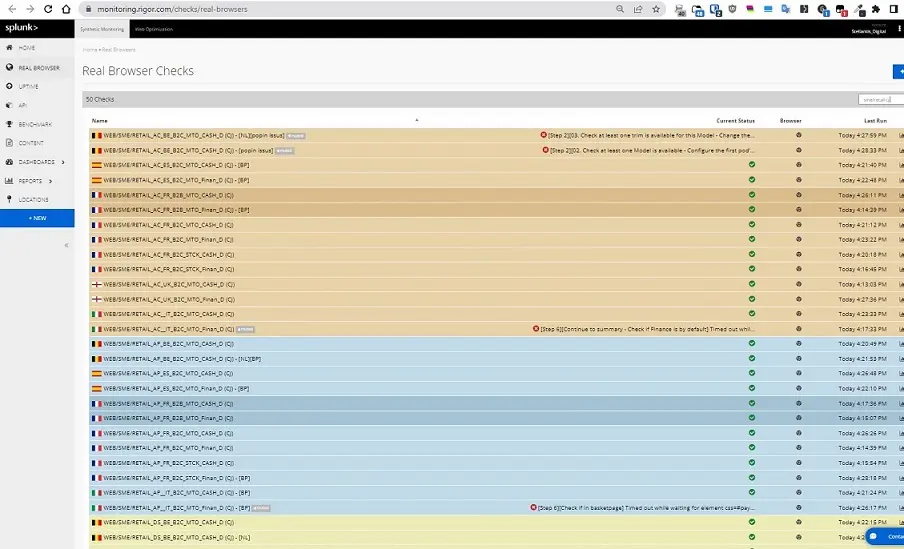 monitoring.rigor.com/checks/real-browsers
splunk>
Synthetic Monitoring
Web Optimization
Stellantis_Digital
HOME
REAL BROWSER
UPTIME
API
BENCHMARK
CONTENT
DASHBOARDS
REPORTS
LOCATIONS
+ NEW
Home • Real Browsers
Real Browser Checks
50 Checks
Name Current Status Browser Last Run
WEB/SME/RETAIL_AC_BE_B2C_MTO_CASH_D (CJ) - [NL][popin issus] [Step 2][03. Check at least one trim is available for this Model - Change the... Today 4:27:59 PM
WEB/SME/RETAIL_AC_BE_B2C_MTO_CASH_D (CJ) - [popin issus] [Step 2][02. Check at least one Model is available - Configure the first pod'... Today 4:28:33 PM
WEB/SME/RETAIL_AC_ES_B2C_MTO_CASH_D (CJ) - [BP] Today 4:21:40 PM
WEB/SME/RETAIL_AC_ES_B2C_MTO_Finan_D (CJ) - [BP] Today 4:22:48 PM
WEB/SME/RETAIL_AC_FR_B2B_MTO_CASH_D (CJ) Today 4:26:11 PM
WEB/SME/RETAIL_AC_FR_B2B_MTO_Finan_D (CJ) - [BP] Today 4:14:39 PM
WEB/SME/RETAIL_AC_FR_B2C_MTO_CASH_D (CJ) Today 4:21:12 PM
WEB/SME/RETAIL_AC_FR_B2C_MTO_Finan_D (CJ) Today 4:23:22 PM
WEB/SME/RETAIL_AC_FR_B2C_STCK_CASH_D (CJ) Today 4:20:18 PM
WEB/SME/RETAIL_AC_FR_B2C_STCK_Finan_D (CJ) Today 4:16:45 PM
WEB/SME/RETAIL_AC_UK_B2C_MTO_CASH_D (CJ) Today 4:13:03 PM
WEB/SME/RETAIL_AC_UK_B2C_MTO_Finan_D (CJ) Today 4:27:36 PM
WEB/SME/RETAIL_AC__IT_B2C_MTO_CASH_D (CJ) Today 4:23:33 PM
WEB/SME/RETAIL_AC__IT_B2C_MTO_Finan_D (CJ) [Step 6][Continue to summary - Check if Finance is by default] Timed out whil... Today 4:17:33 PM
WEB/SME/RETAIL_AP_BE_B2C_MTO_CASH_D (CJ) Today 4:20:49 PM
WEB/SME/RETAIL_AP_BE_B2C_MTO_CASH_D (CJ) - [NL][BP] Today 4:21:53 PM
WEB/SME/RETAIL_AP_ES_B2C_MTO_CASH_D (CJ) Today 4:26:48 PM
WEB/SME/RETAIL_AP_ES_B2C_MTO_Finan_D (CJ) - [BP] Today 4:22:10 PM
WEB/SME/RETAIL_AP_FR_B2B_MTO_CASH_D (CJ) Today 4:17:36 PM
WEB/SME/RETAIL_AP_FR_B2B_MTO_Finan_D (CJ) Today 4:15:07 PM
WEB/SME/RETAIL_AP_FR_B2C_MTO_CASH_D (CJ) Today 4:26:26 PM
WEB/SME/RETAIL_AP_FR_B2C_MTO_Finan_D (CJ) Today 4:14:39 PM
WEB/SME/RETAIL_AP_FR_B2C_STCK_CASH_D (CJ) Today 4:15:54 PM
WEB/SME/RETAIL_AP_FR_B2C_STCK_Finan_D (CJ) - [BP] Today 4:28:18 PM
WEB/SME/RETAIL_AP__IT_B2C_MTO_CASH_D (CJ) - [BP] Today 4:21:24 PM
WEB/SME/RETAIL_AP__IT_B2C_MTO_CASH_D (CJ) - [BP] [Step 6][Check if in basketpage] Timed out while waiting for element css=#pay... Today 4:26:17 PM
WEB/SME/RETAIL_DS_BE_B2C_MTO_CASH_D (CJ) Today 4:22:15 PM
WEB/SME/RETAIL_DS_BE_B2C_MTO_CASH_D (CJ) - [NL]